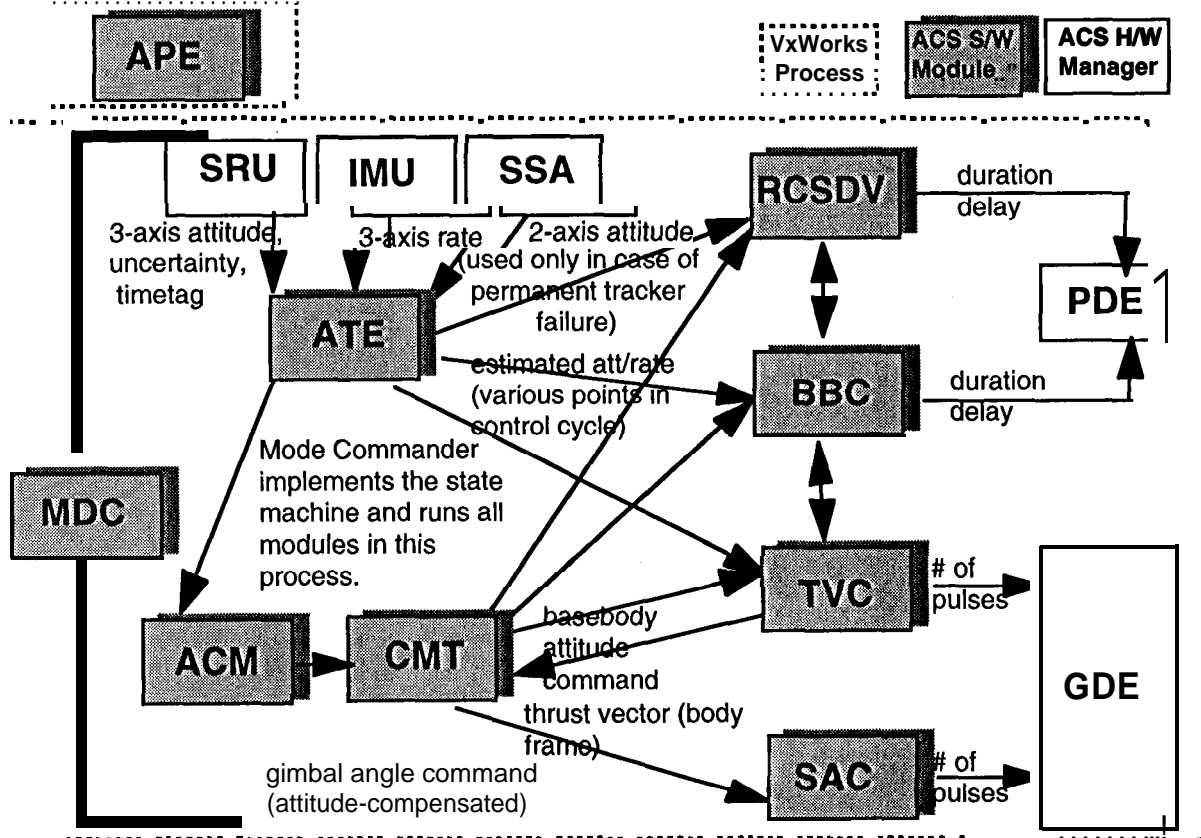 APE
VxWorks
Process
ACS S/W
Module
ACS H/W
Manager
SRU
IMU
SSA
RCSDV
duration
delay
3-axis attitude,
uncertainty,
timetag
3-axis rate
2-axis attitude
(used only in case of
permanent tracker
failure)
PDE
ATE
estimated att/rate
(various points in
control cycle)
BBC
duration
delay
Mode Commander
implements the state
machine and runs all
modules in this
process.
MDC
TVC
# of
pulses
ACM
CMT
basebody
attitude
command
thrust vector (body
frame)
GDE
SAC
# of
pulses
gimbal angle command
(attitude-compensated)